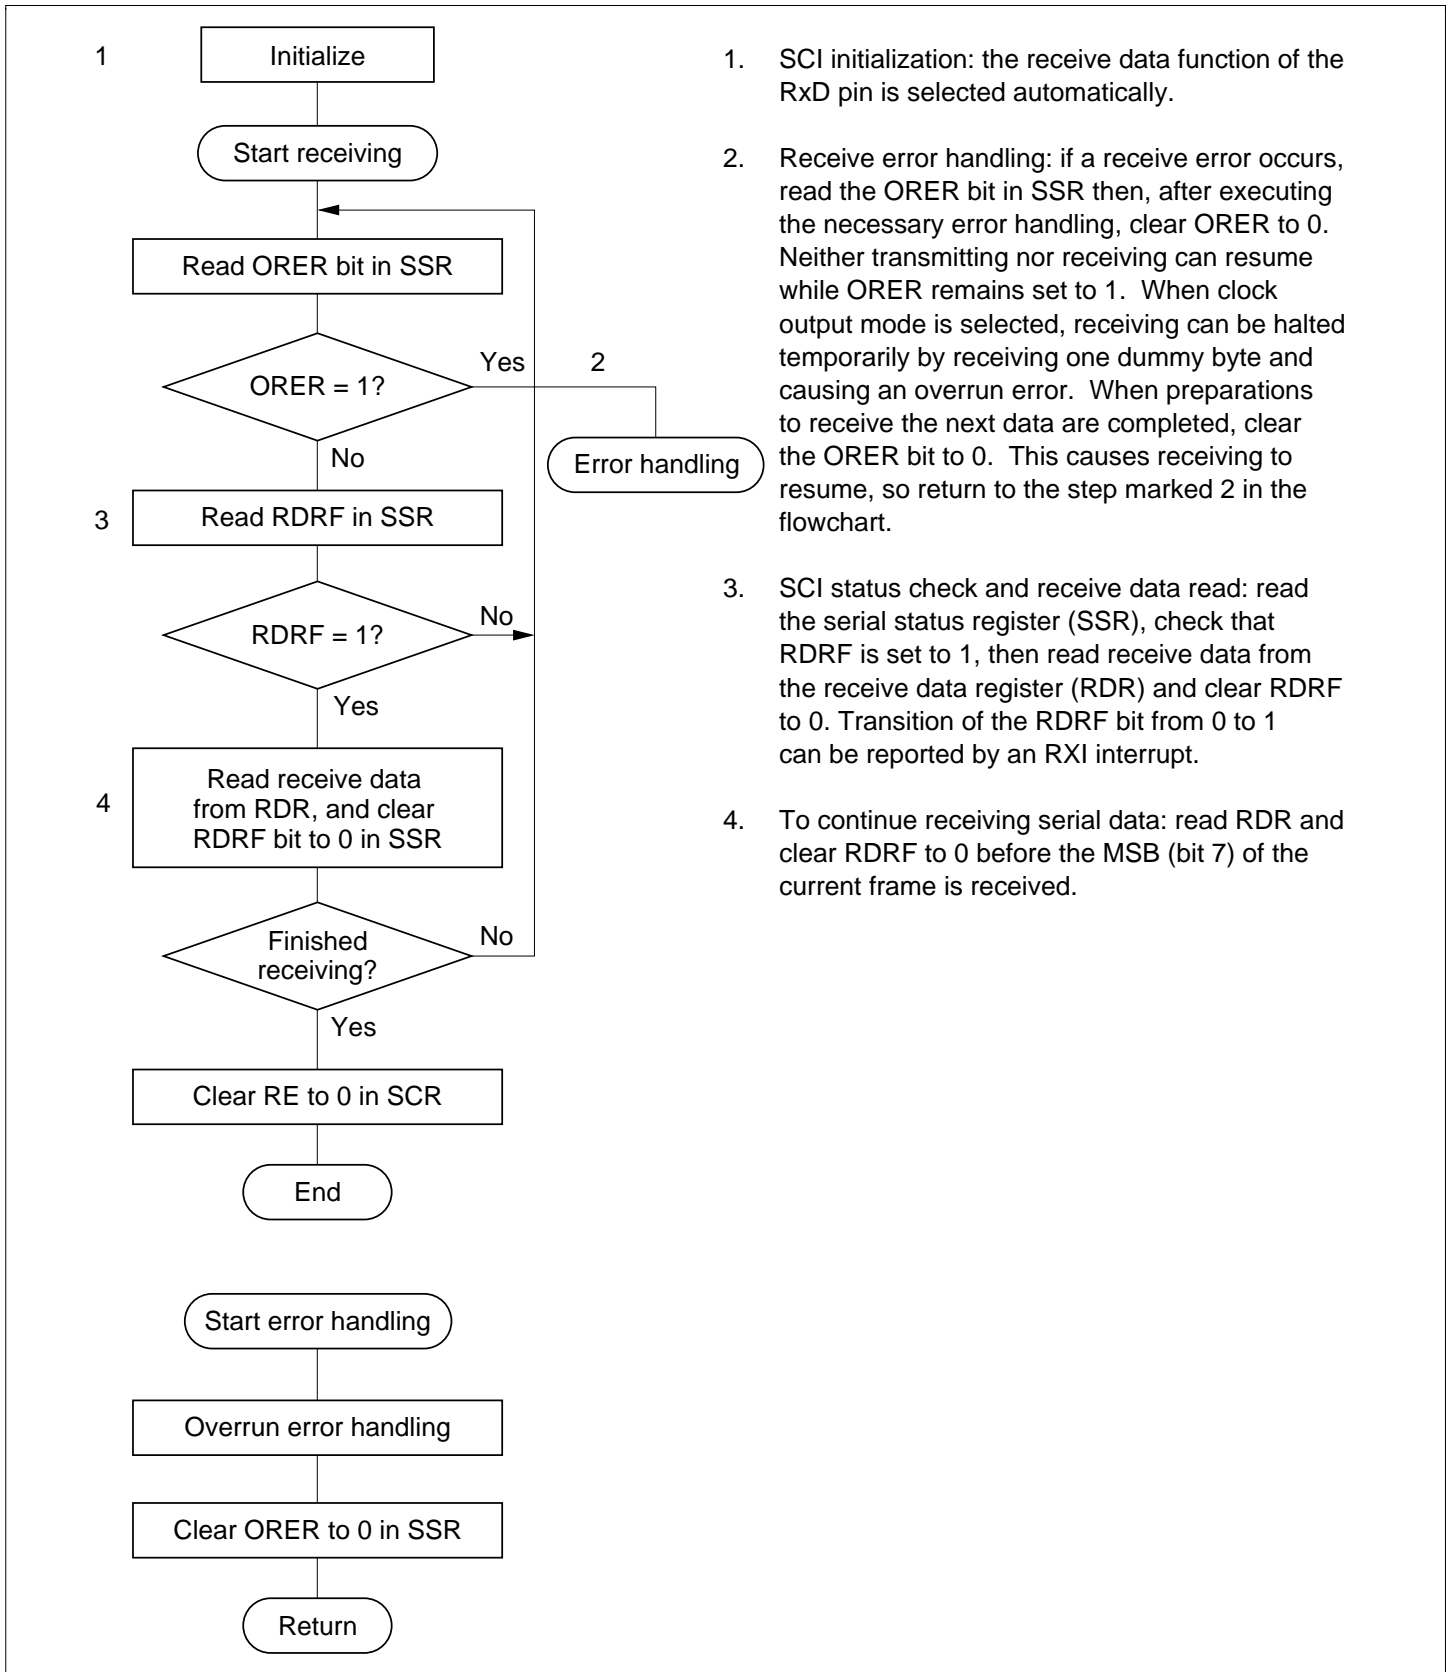 1
Initialize
Start receiving
Read ORER bit in SSR
ORER = 1?
Yes
2
No
Error handling
3
Read RDRF in SSR
RDRF = 1?
No
Yes
4
Read receive data
from RDR, and clear
RDRF bit to 0 in SSR
Finished
receiving?
No
Yes
Clear RE to 0 in SCR
End
Start error handling
Overrun error handling
Clear ORER to 0 in SSR
Return
1. SCI initialization: the receive data function of the
RxD pin is selected automatically.
2. Receive error handling: if a receive error occurs,
read the ORER bit in SSR then, after executing
the necessary error handling, clear ORER to 0.
Neither transmitting nor receiving can resume
while ORER remains set to 1. When clock
output mode is selected, receiving can be halted
temporarily by receiving one dummy byte and
causing an overrun error. When preparations
to receive the next data are completed, clear
the ORER bit to 0. This causes receiving to
resume, so return to the step marked 2 in the
flowchart.
3. SCI status check and receive data read: read
the serial status register (SSR), check that
RDRF is set to 1, then read receive data from
the receive data register (RDR) and clear RDRF
to 0. Transition of the RDRF bit from 0 to 1
can be reported by an RXI interrupt.
4. To continue receiving serial data: read RDR and
clear RDRF to 0 before the MSB (bit 7) of the
current frame is received.